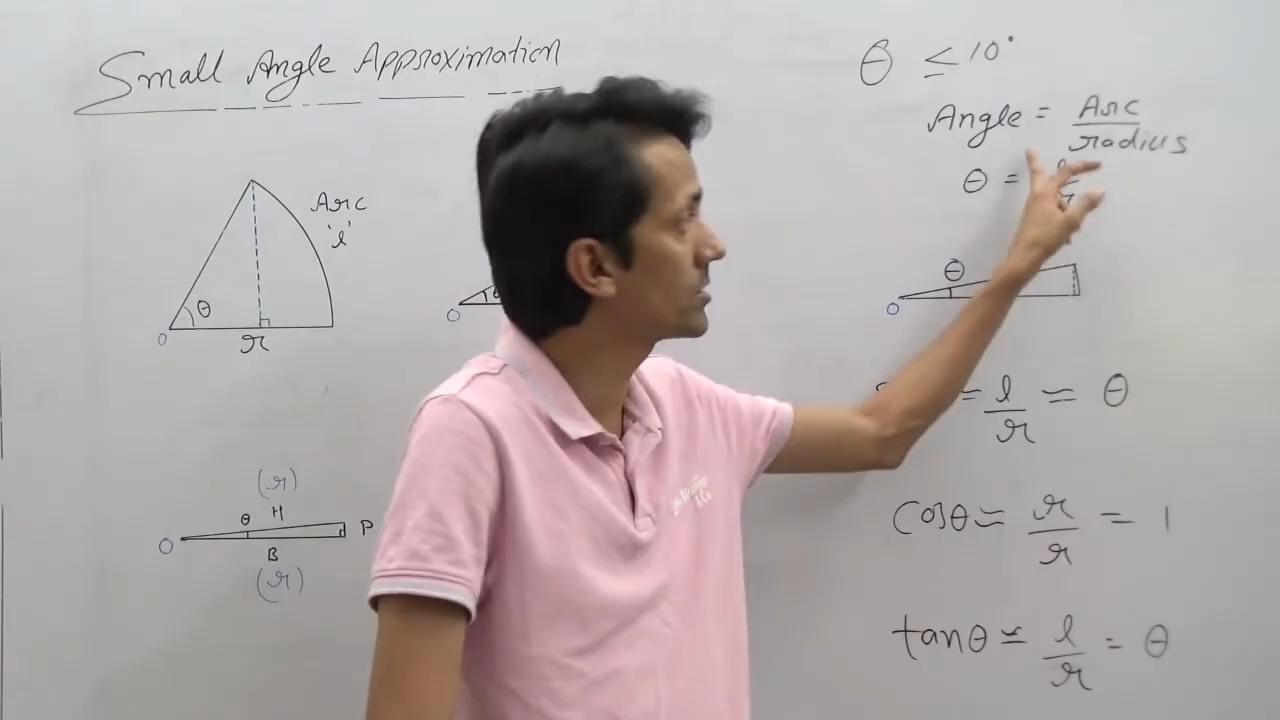 Small Angle Approximation
θ ≤ 10°
Angle = Arc / radius
θ =
Arc
'l'
θ
O
r
O
θ
O
= l / r ≈ θ
(r)
θ H
O P
B
(r)
Cosθ ≈ r / r = 1
tanθ ≈ l / r = θ